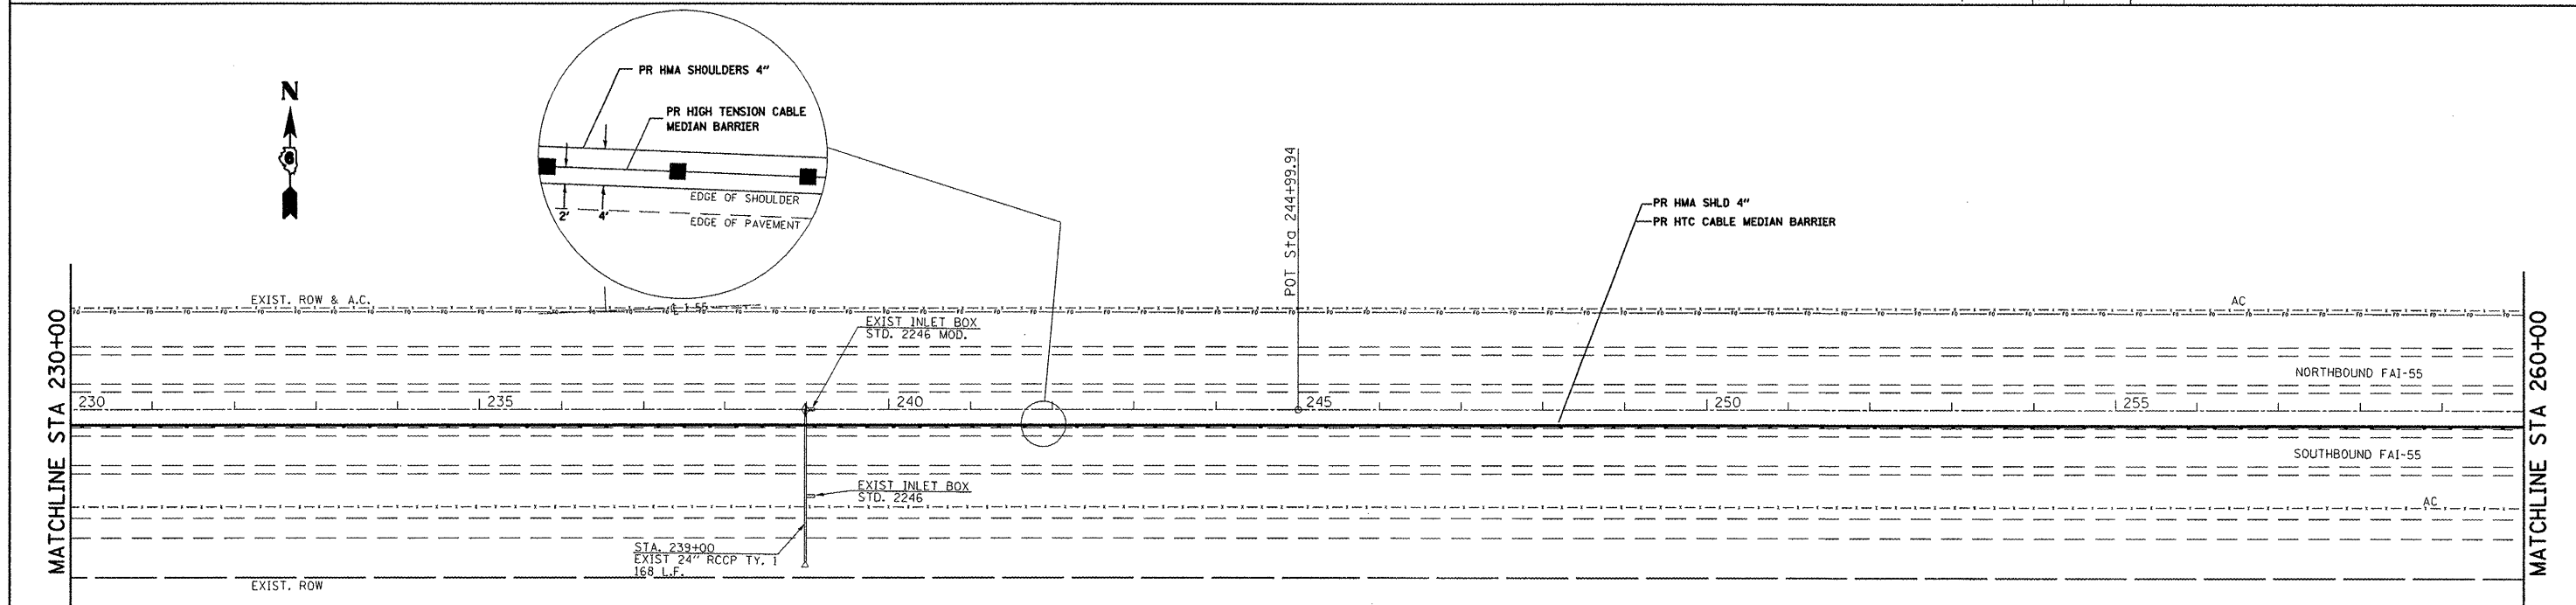 PR HMA SHOULDERS 4"
PR HIGH TENSION CABLE
MEDIAN BARRIER
N
6
EDGE OF SHOULDER
2' 4'
EDGE OF PAVEMENT
POT Sta 244+99.94
PR HMA SHLD 4"
PR HTC CABLE MEDIAN BARRIER
EXIST. ROW & A.C.
℄ I-55
AC
EXIST INLET BOX
STD. 2246 MOD.
MATCHLINE STA 230+00
MATCHLINE STA 260+00
NORTHBOUND FAI-55
230 235 240 245 250 255
SOUTHBOUND FAI-55
EXIST INLET BOX
STD. 2246
AC
STA. 239+00
EXIST 24" RCCP TY. 1
168 L.F.
EXIST. ROW